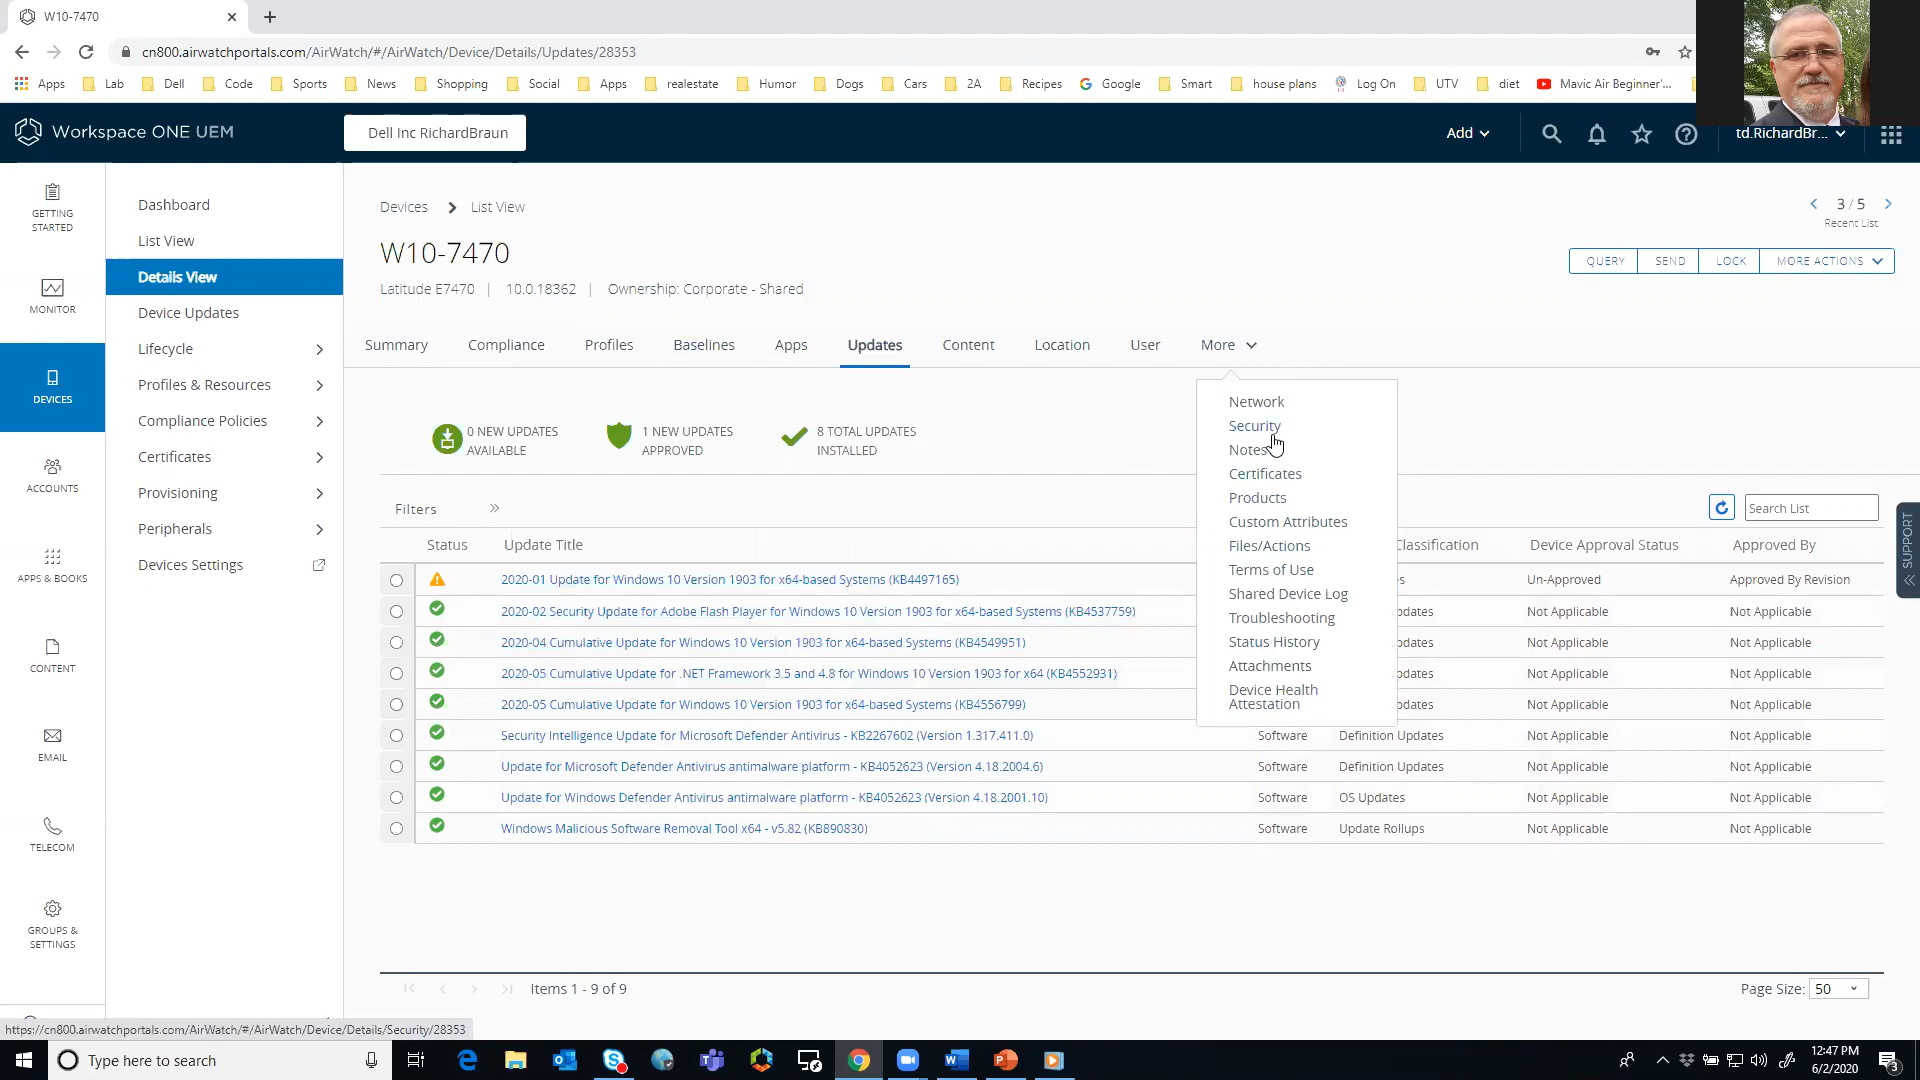 W10-7470
cn800.airwatchportals.com/AirWatch/#/AirWatch/Device/Details/Updates/28353
Apps Lab Dell Code Sports News Shopping Social Apps realestate Humor Dogs Cars 2A Recipes Google Smart house plans Log On UTV diet Mavic Air Beginner'...
Workspace ONE UEM
Dell Inc RichardBraun
Add
td.RichardBr...
GETTING STARTED
MONITOR
DEVICES
ACCOUNTS
APPS & BOOKS
CONTENT
EMAIL
TELECOM
GROUPS & SETTINGS
Dashboard
List View
Details View
Device Updates
Lifecycle
Profiles & Resources
Compliance Policies
Certificates
Provisioning
Peripherals
Devices Settings
Devices List View
3 / 5
Recent List
W10-7470
QUERY SEND LOCK MORE ACTIONS
Latitude E7470 | 10.0.18362 | Ownership: Corporate - Shared
Summary Compliance Profiles Baselines Apps Updates Content Location User More
Network
Security
Notes
Certificates
Products
Custom Attributes
Files/Actions
Terms of Use
Shared Device Log
Troubleshooting
Status History
Attachments
Device Health
Attestation
0 NEW UPDATES AVAILABLE
1 NEW UPDATES APPROVED
8 TOTAL UPDATES INSTALLED
Filters »
Search List
Status Update Title Classification Device Approval Status Approved By
2020-01 Update for Windows 10 Version 1903 for x64-based Systems (KB4497165) Un-Approved Approved By Revision
2020-02 Security Update for Adobe Flash Player for Windows 10 Version 1903 for x64-based Systems (KB4537759) pdates Not Applicable Not Applicable
2020-04 Cumulative Update for Windows 10 Version 1903 for x64-based Systems (KB4549951) pdates Not Applicable Not Applicable
2020-05 Cumulative Update for .NET Framework 3.5 and 4.8 for Windows 10 Version 1903 for x64 (KB4552931) pdates Not Applicable Not Applicable
2020-05 Cumulative Update for Windows 10 Version 1903 for x64-based Systems (KB4556799) pdates Not Applicable Not Applicable
Security Intelligence Update for Microsoft Defender Antivirus - KB2267602 (Version 1.317.411.0) Software Definition Updates Not Applicable Not Applicable
Update for Microsoft Defender Antivirus antimalware platform - KB4052623 (Version 4.18.2004.6) Software Definition Updates Not Applicable Not Applicable
Update for Windows Defender Antivirus antimalware platform - KB4052623 (Version 4.18.2001.10) Software OS Updates Not Applicable Not Applicable
Windows Malicious Software Removal Tool x64 - v5.82 (KB890830) Software Update Rollups Not Applicable Not Applicable
SUPPORT
Items 1 - 9 of 9
Page Size: 50
https://cn800.airwatchportals.com/AirWatch/#/AirWatch/Device/Details/Security/28353
Type here to search
12:47 PM
6/2/2020
3